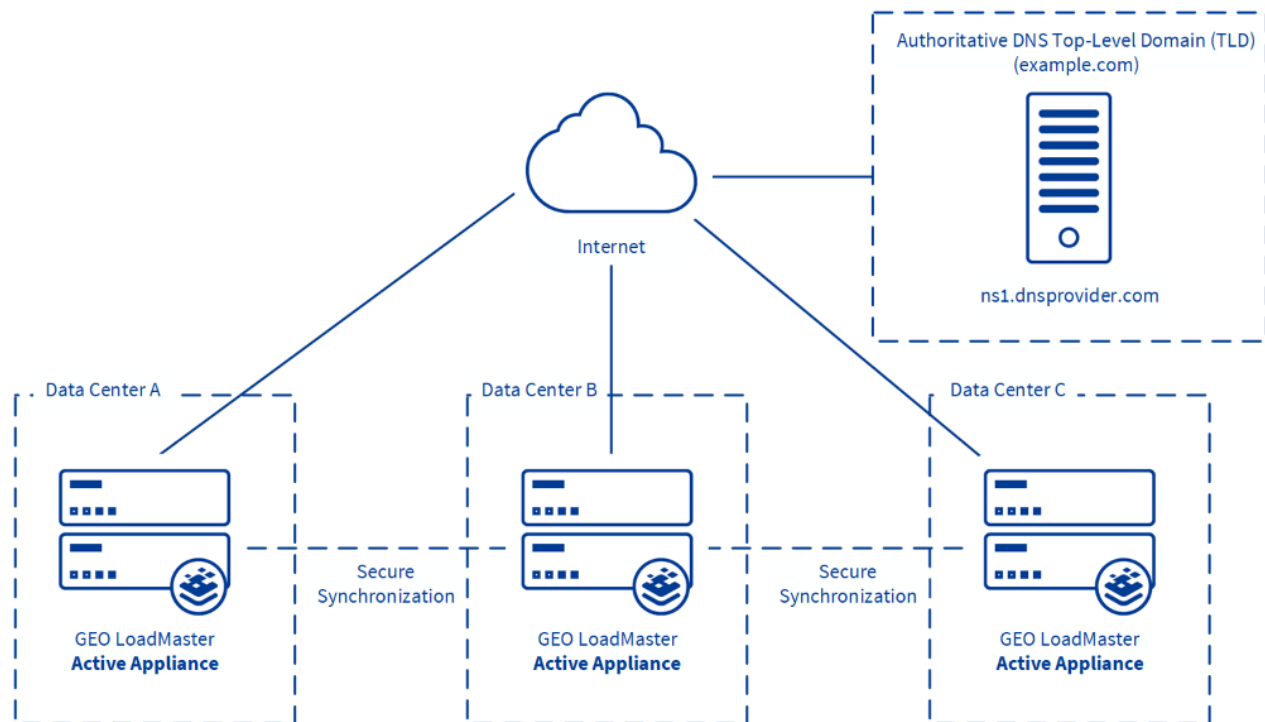 Authoritative DNS Top-Level Domain (TLD)
(example.com)
ns1.dnsprovider.com
Internet
Data Center A
Data Center B
Data Center C
Secure
Synchronization
Secure
Synchronization
GEO LoadMaster
Active Appliance
GEO LoadMaster
Active Appliance
GEO LoadMaster
Active Appliance